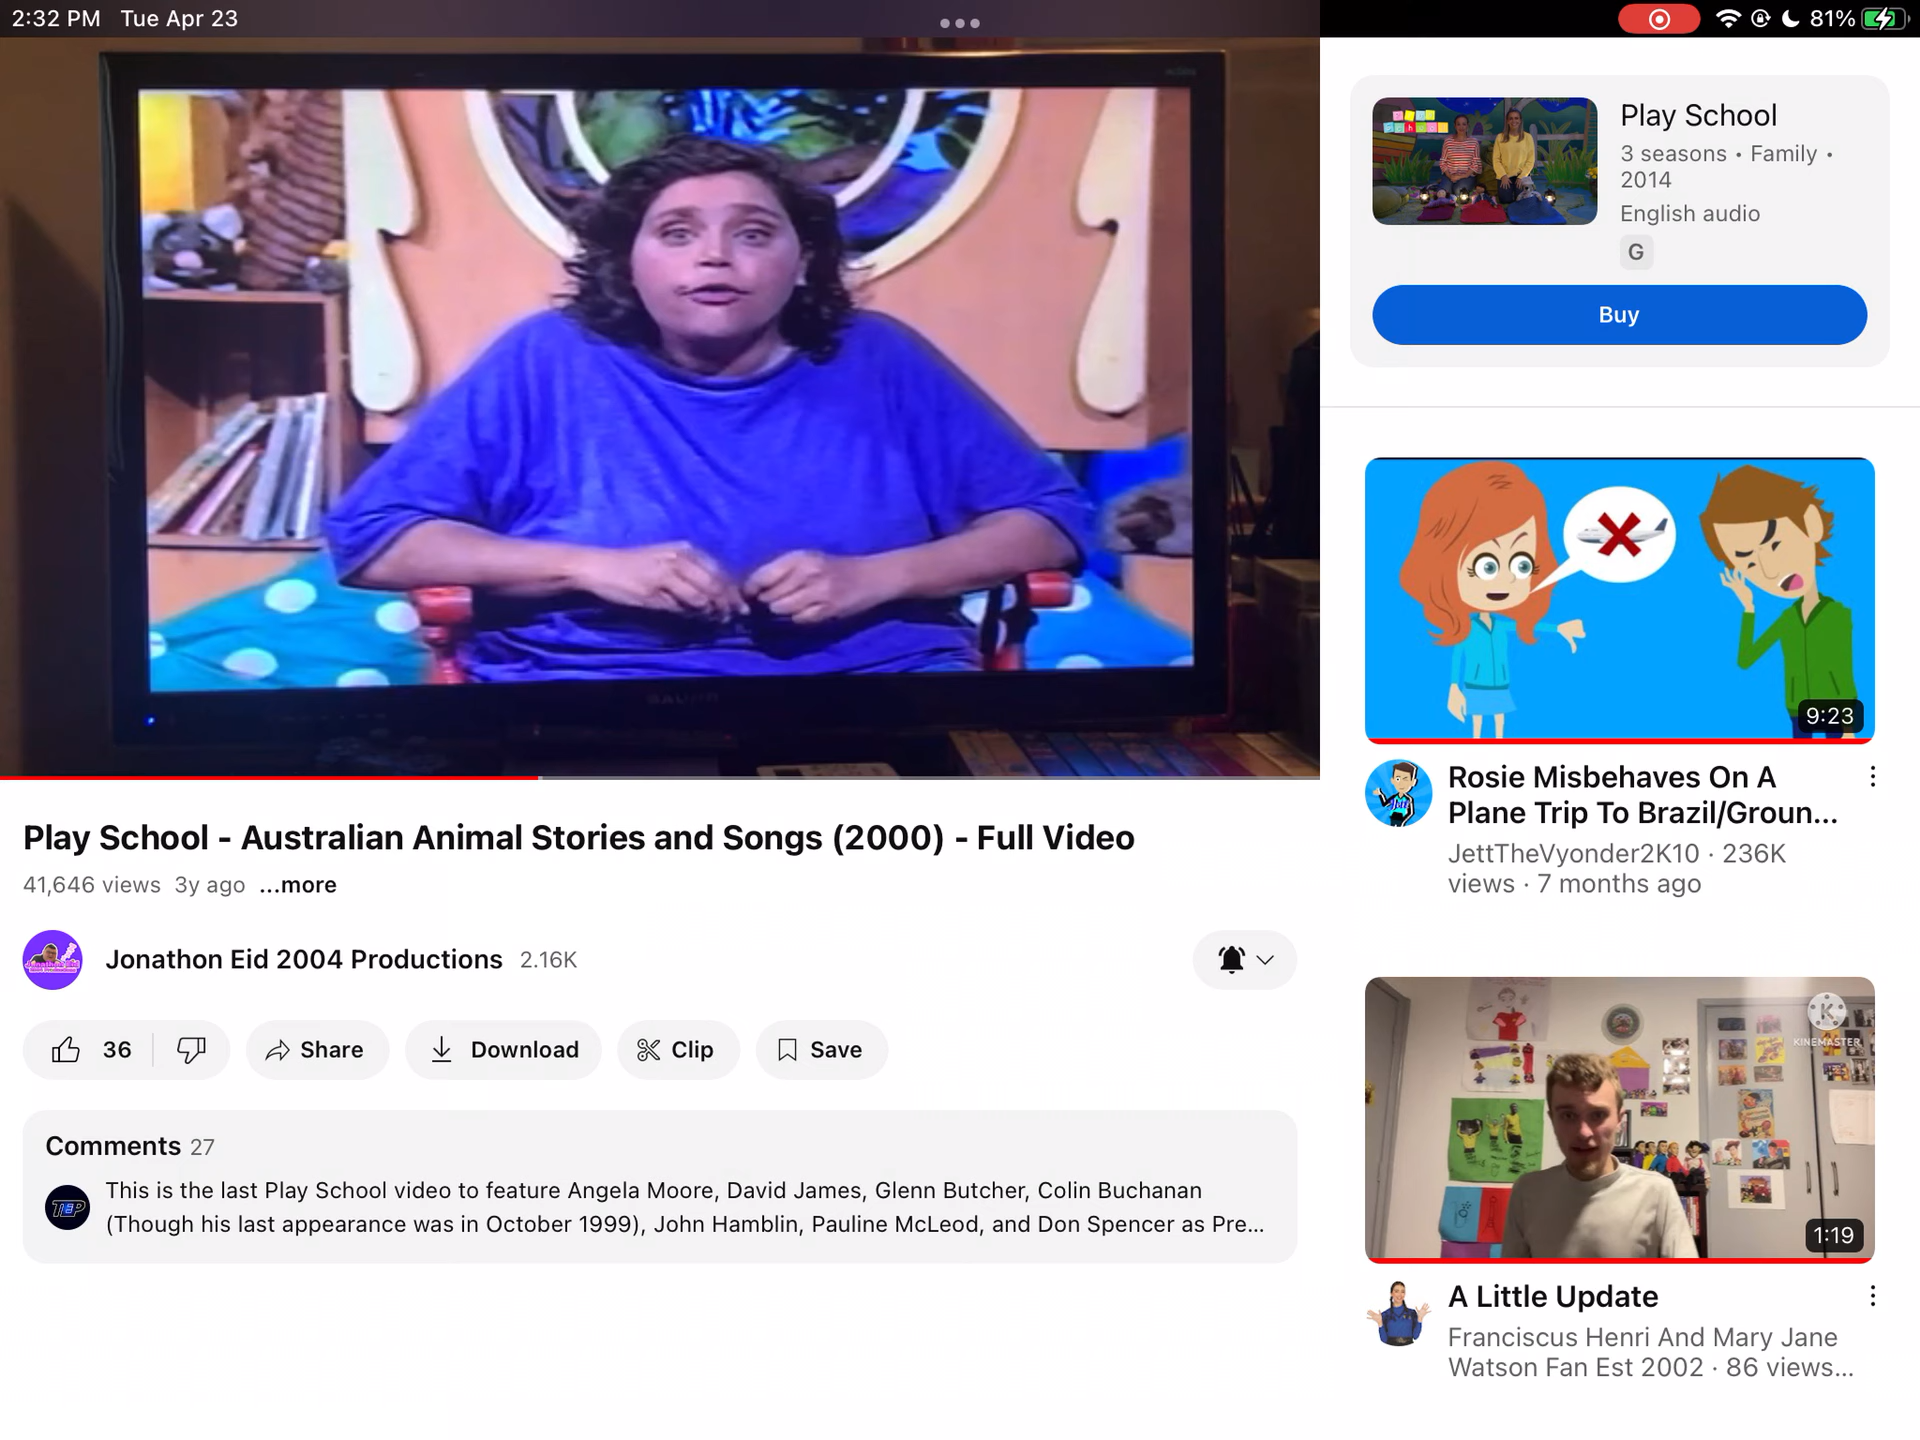 2:32 PM Tue Apr 23
81%
Play School - Australian Animal Stories and Songs (2000) - Full Video
41,646 views 3y ago ...more
Jonathon Eid 2004 Productions 2.16K
36 Share Download Clip Save
Comments 27
TEP
This is the last Play School video to feature Angela Moore, David James, Glenn Butcher, Colin Buchanan
(Though his last appearance was in October 1999), John Hamblin, Pauline McLeod, and Don Spencer as Pre...
Play School
3 seasons • Family •
2014
English audio
G
Buy
9:23
Rosie Misbehaves On A
Plane Trip To Brazil/Groun...
JettTheVyonder2K10 · 236K
views · 7 months ago
K
KINEMASTER
1:19
A Little Update
Franciscus Henri And Mary Jane
Watson Fan Est 2002 · 86 views...